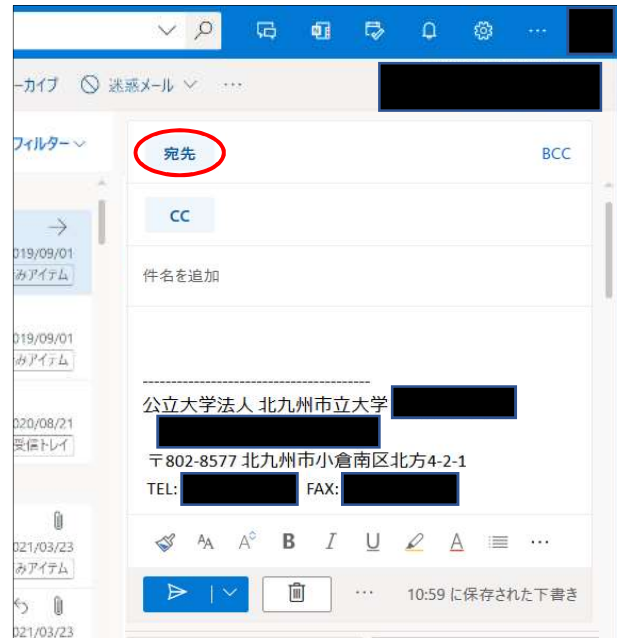 ーカイブ 迷惑メール ...
フィルター
宛先 BCC
CC
019/09/01
みアイテム
件名を追加
019/09/01
みアイテム
----------------------------------------
公立大学法人 北九州市立大学
020/08/21
受信トレイ
〒802-8577 北九州市小倉南区北方4-2-1
TEL: FAX:
021/03/23
みアイテム
B I U A ...
... 10:59 に保存された下書き
021/03/23